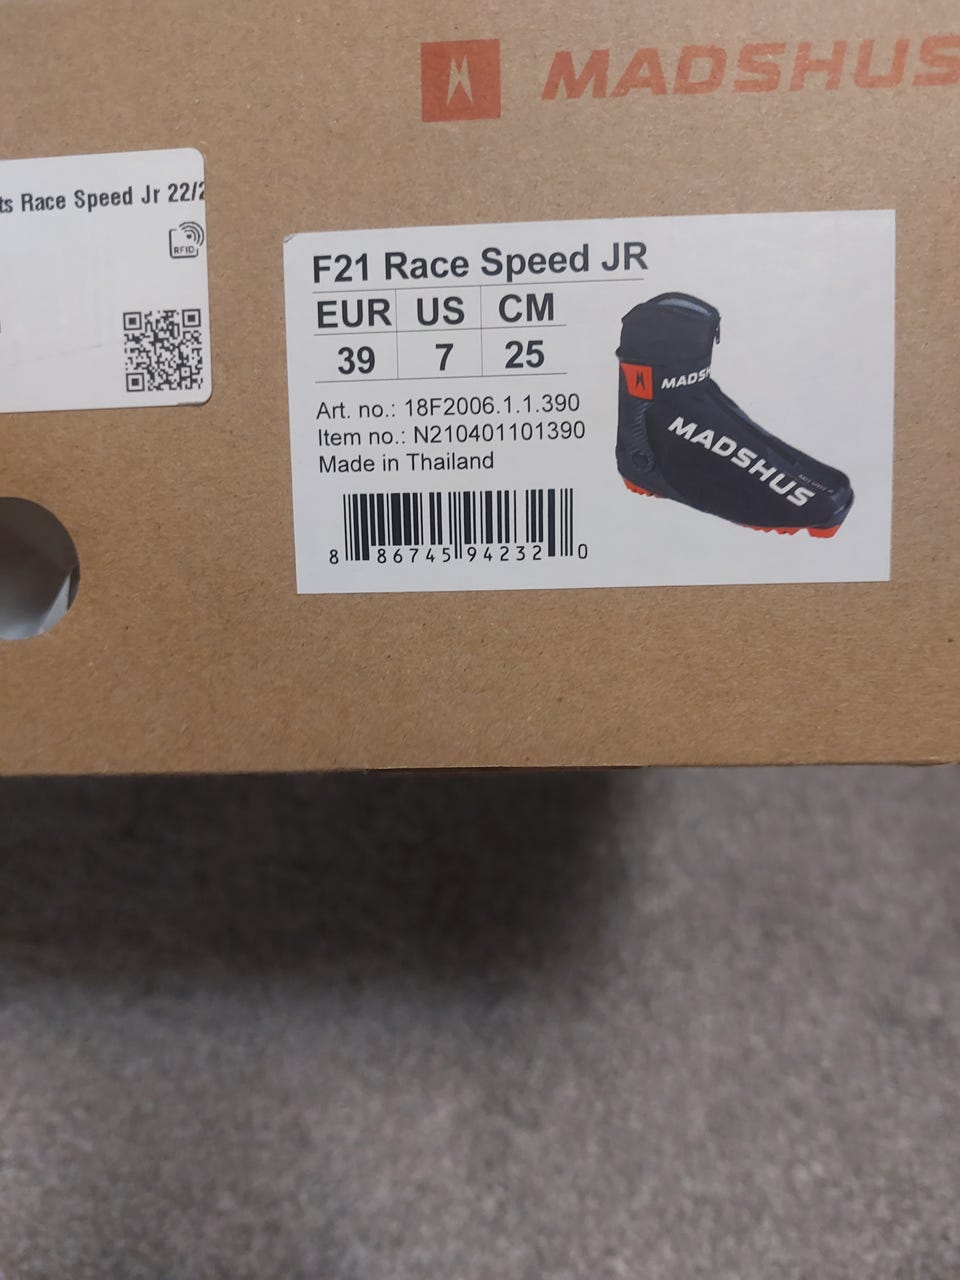 MADSHUS
ts Race Speed Jr 22/2
RFID
F21 Race Speed JR
EUR US CM
39 7 25
Art. no.: 18F2006.1.1.390
Item no.: N210401101390
Made in Thailand
8 86745 94232 0
MADSH
MADSHUS